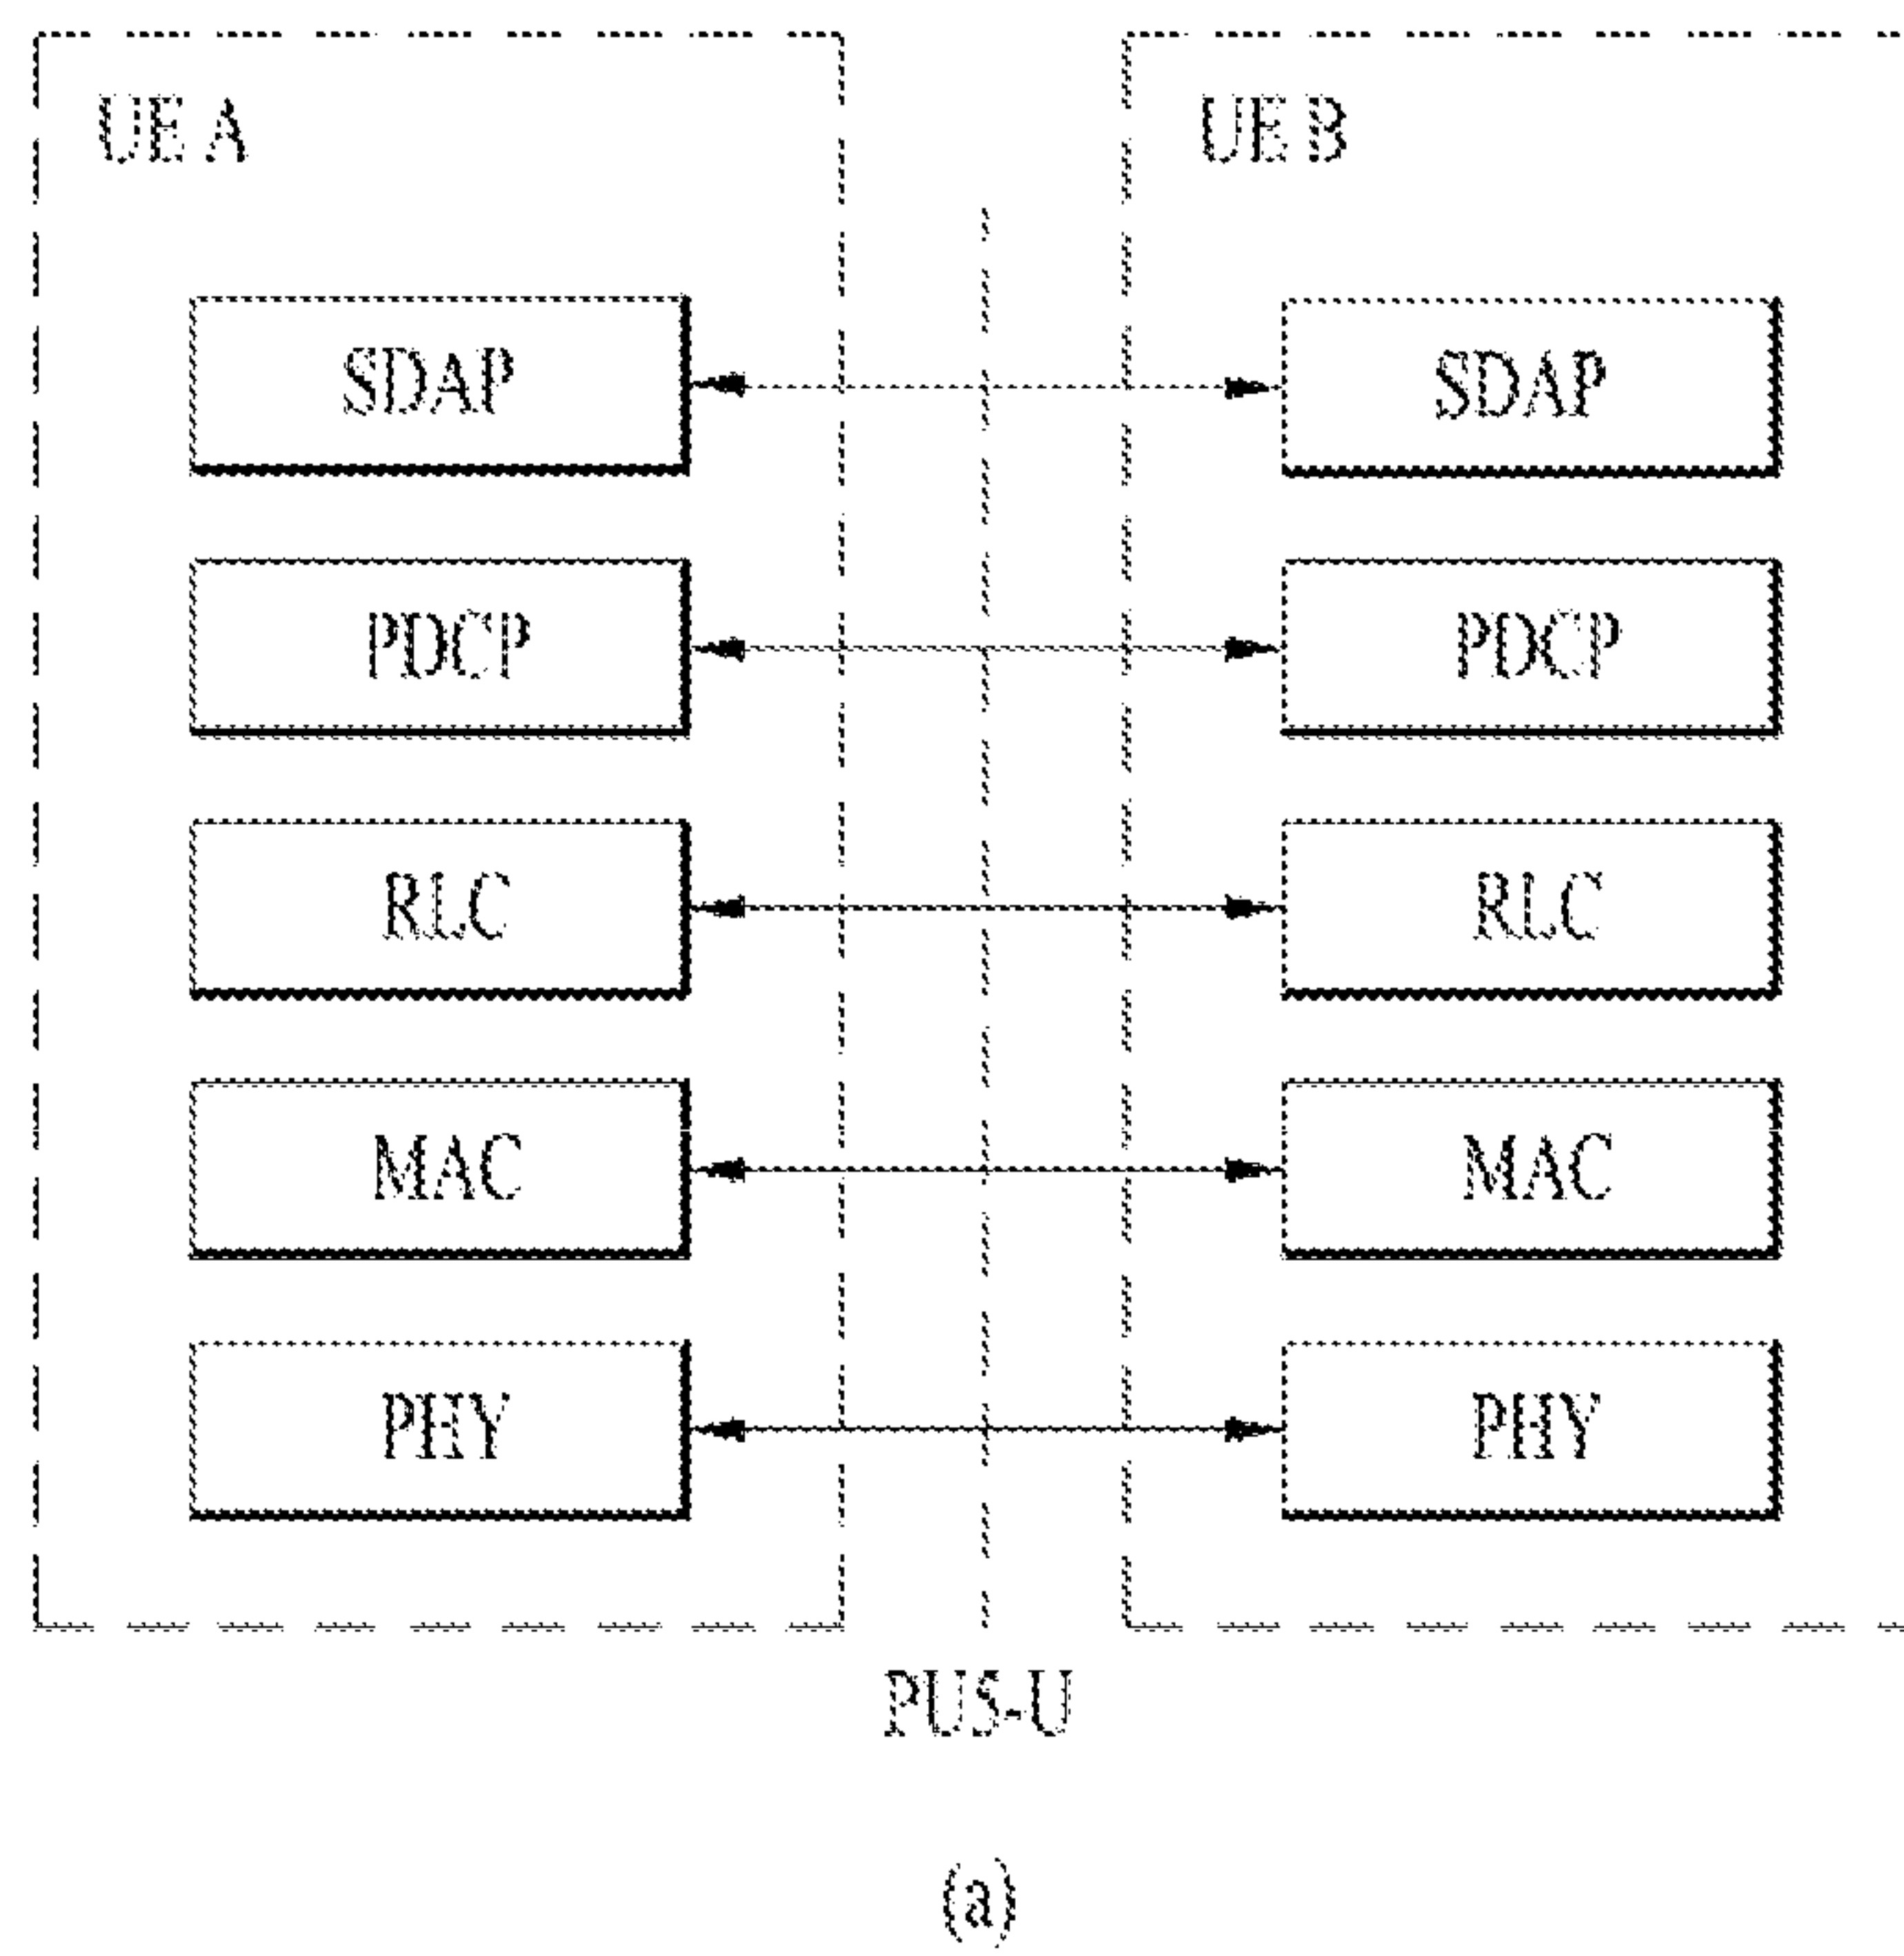 UE A UE B
SDAP SDAP
PDCP PDCP
RLC RLC
MAC MAC
PHY PHY
PUS-U
(a)